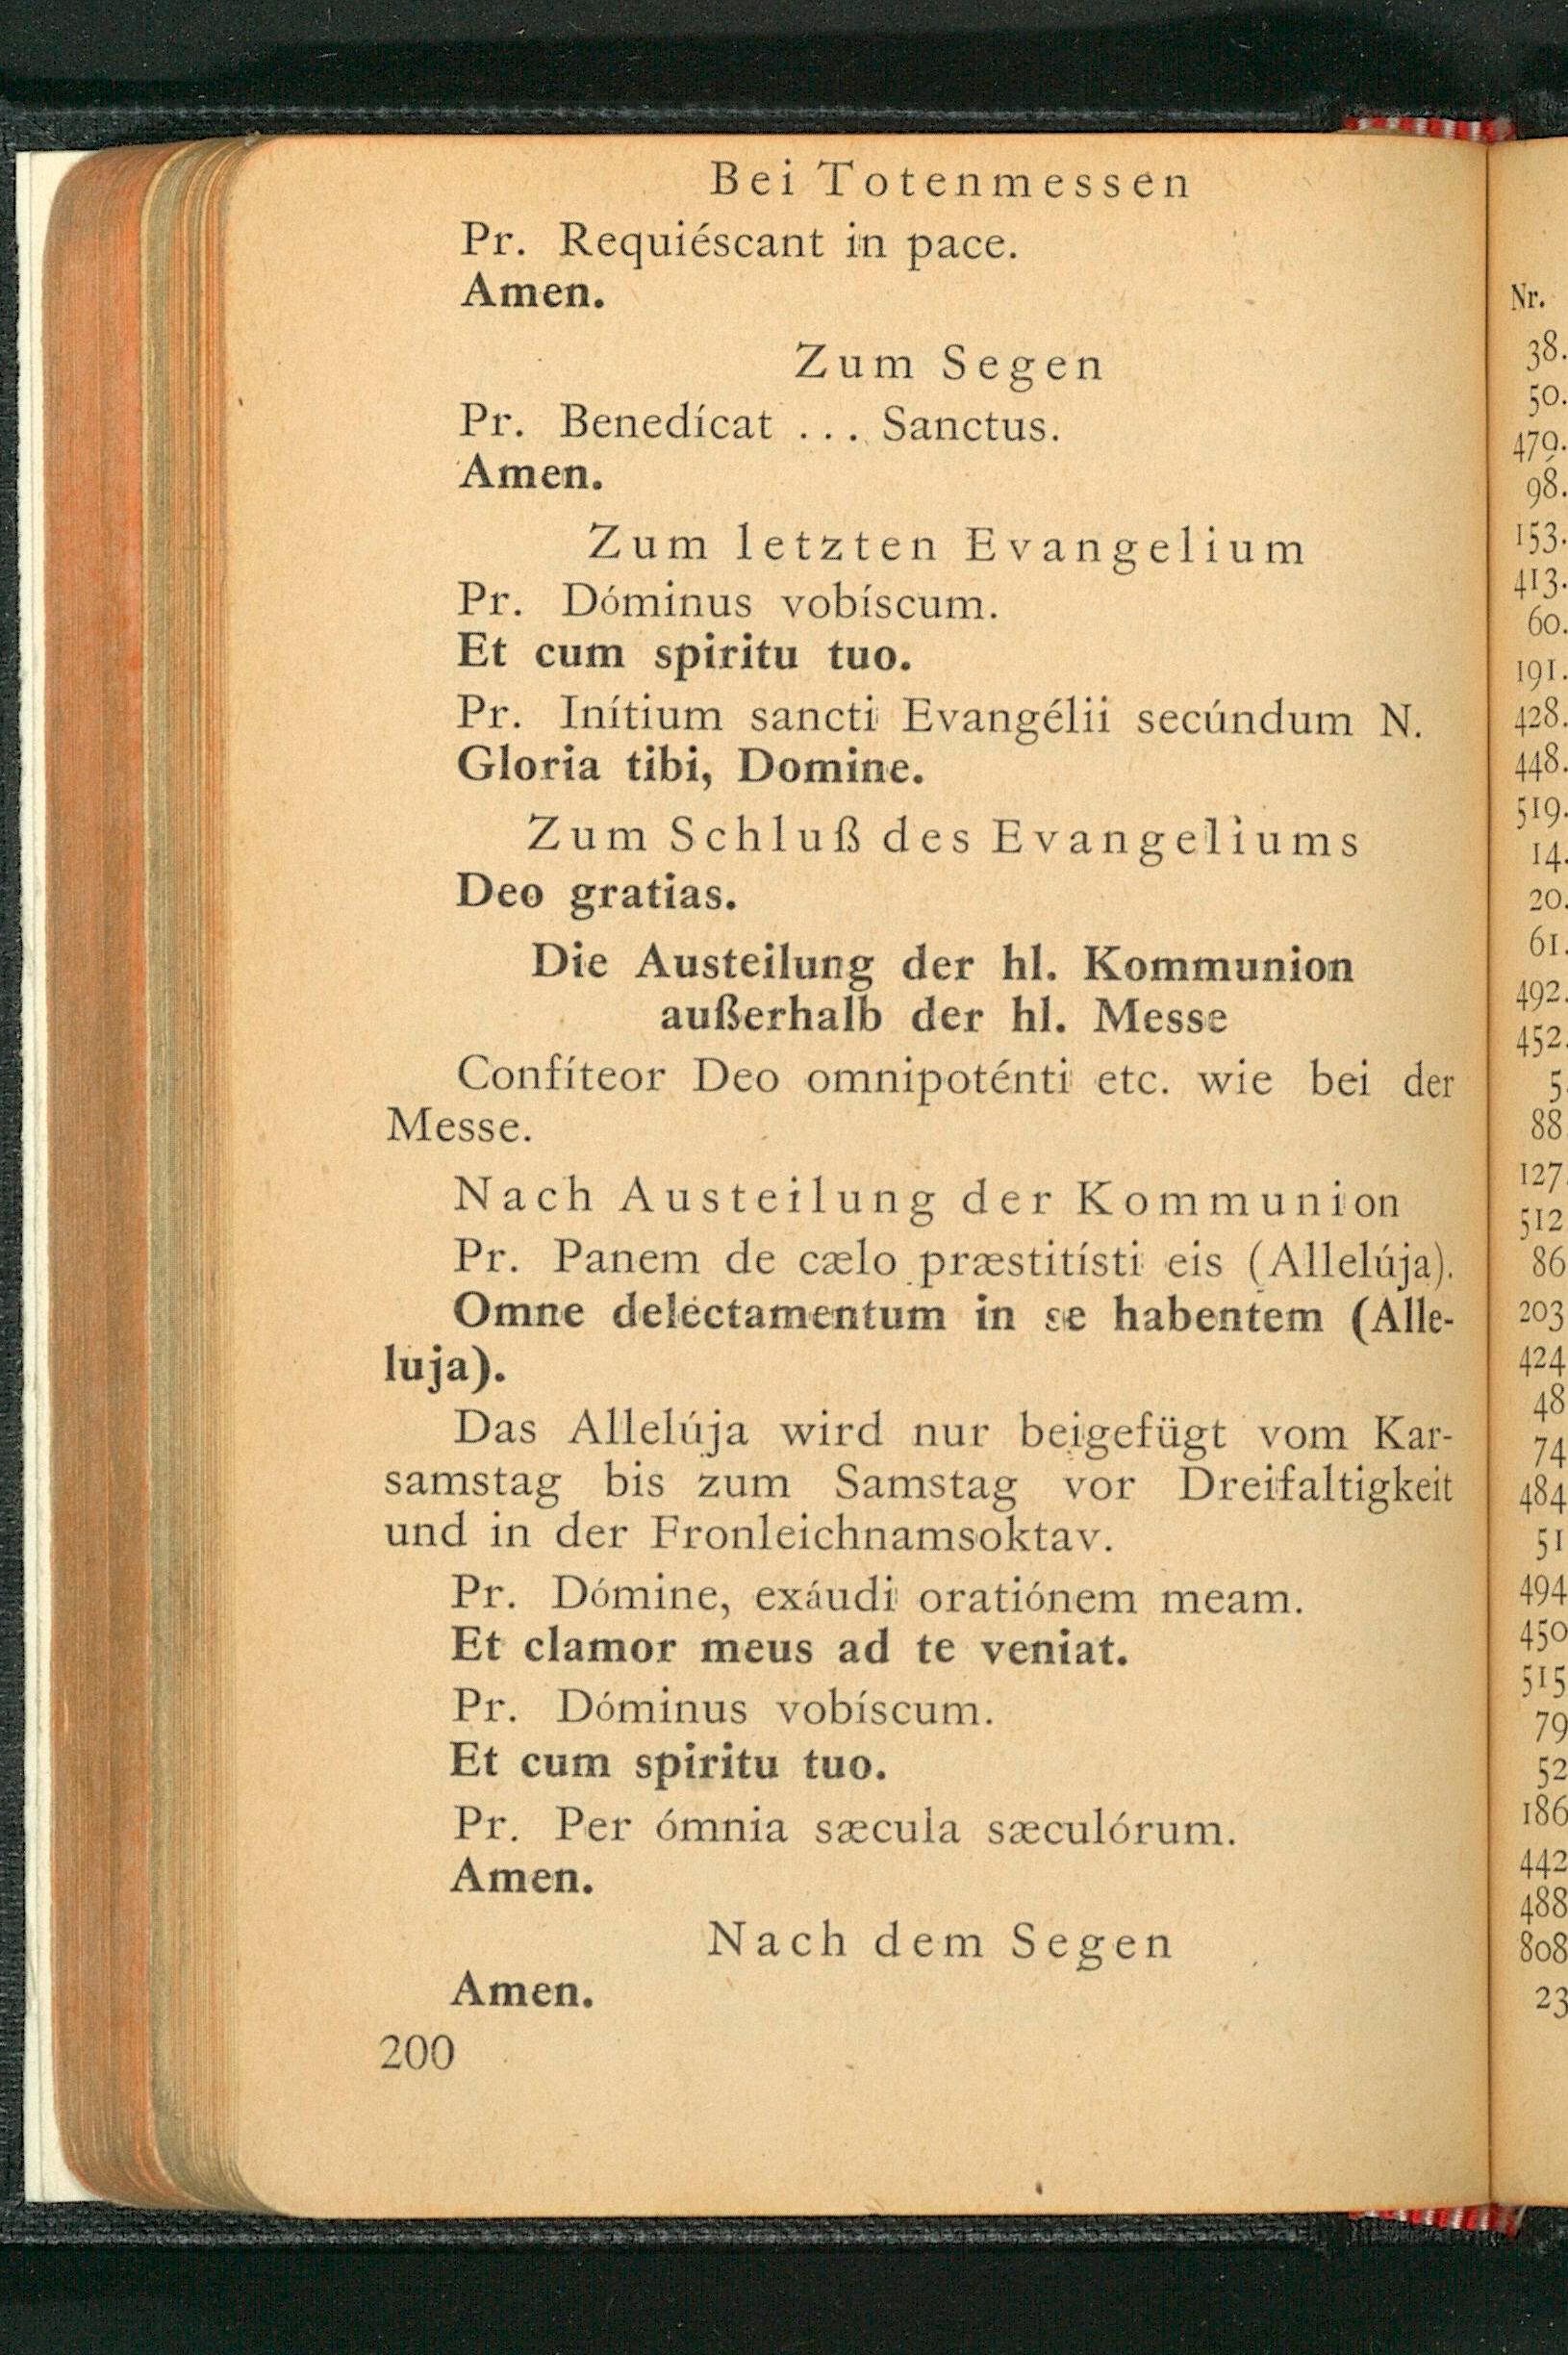 Bei Totenmessen
Pr. Requiéscant in pace.
Amen.
Zum Segen
Pr. Benedícat ... Sanctus.
Amen.
Zum letzten Evangelium
Pr. Dóminus vobíscum.
Et cum spiritu tuo.
Pr. Inítium sancti Evangélii secúndum N.
Gloria tibi, Domine.
Zum Schluß des Evangeliums
Deo gratias.
Die Austeilung der hl. Kommunion
außerhalb der hl. Messe
Confíteor Deo omnipoténti etc. wie bei der
Messe.
Nach Austeilung der Kommunion
Pr. Panem de cælo præstitísti eis (Allelúja).
Omne delectamentum in se habentem (Alle-
luja).
Das Allelúja wird nur beigefügt vom Kar-
samstag bis zum Samstag vor Dreifaltigkeit
und in der Fronleichnamsoktav.
Pr. Dómine, exáudi oratiónem meam.
Et clamor meus ad te veniat.
Pr. Dóminus vobíscum.
Et cum spiritu tuo.
Pr. Per ómnia sæcula sæculórum.
Amen.
Nach dem Segen
Amen.
200
Nr.
38.
50.
479.
98.
153.
413.
60.
191.
428.
448.
519.
14.
20.
61.
492.
452.
5
88
127
512
86
203
424
48
74
484
51
494
450
515
79
52
186
442
488
808
23